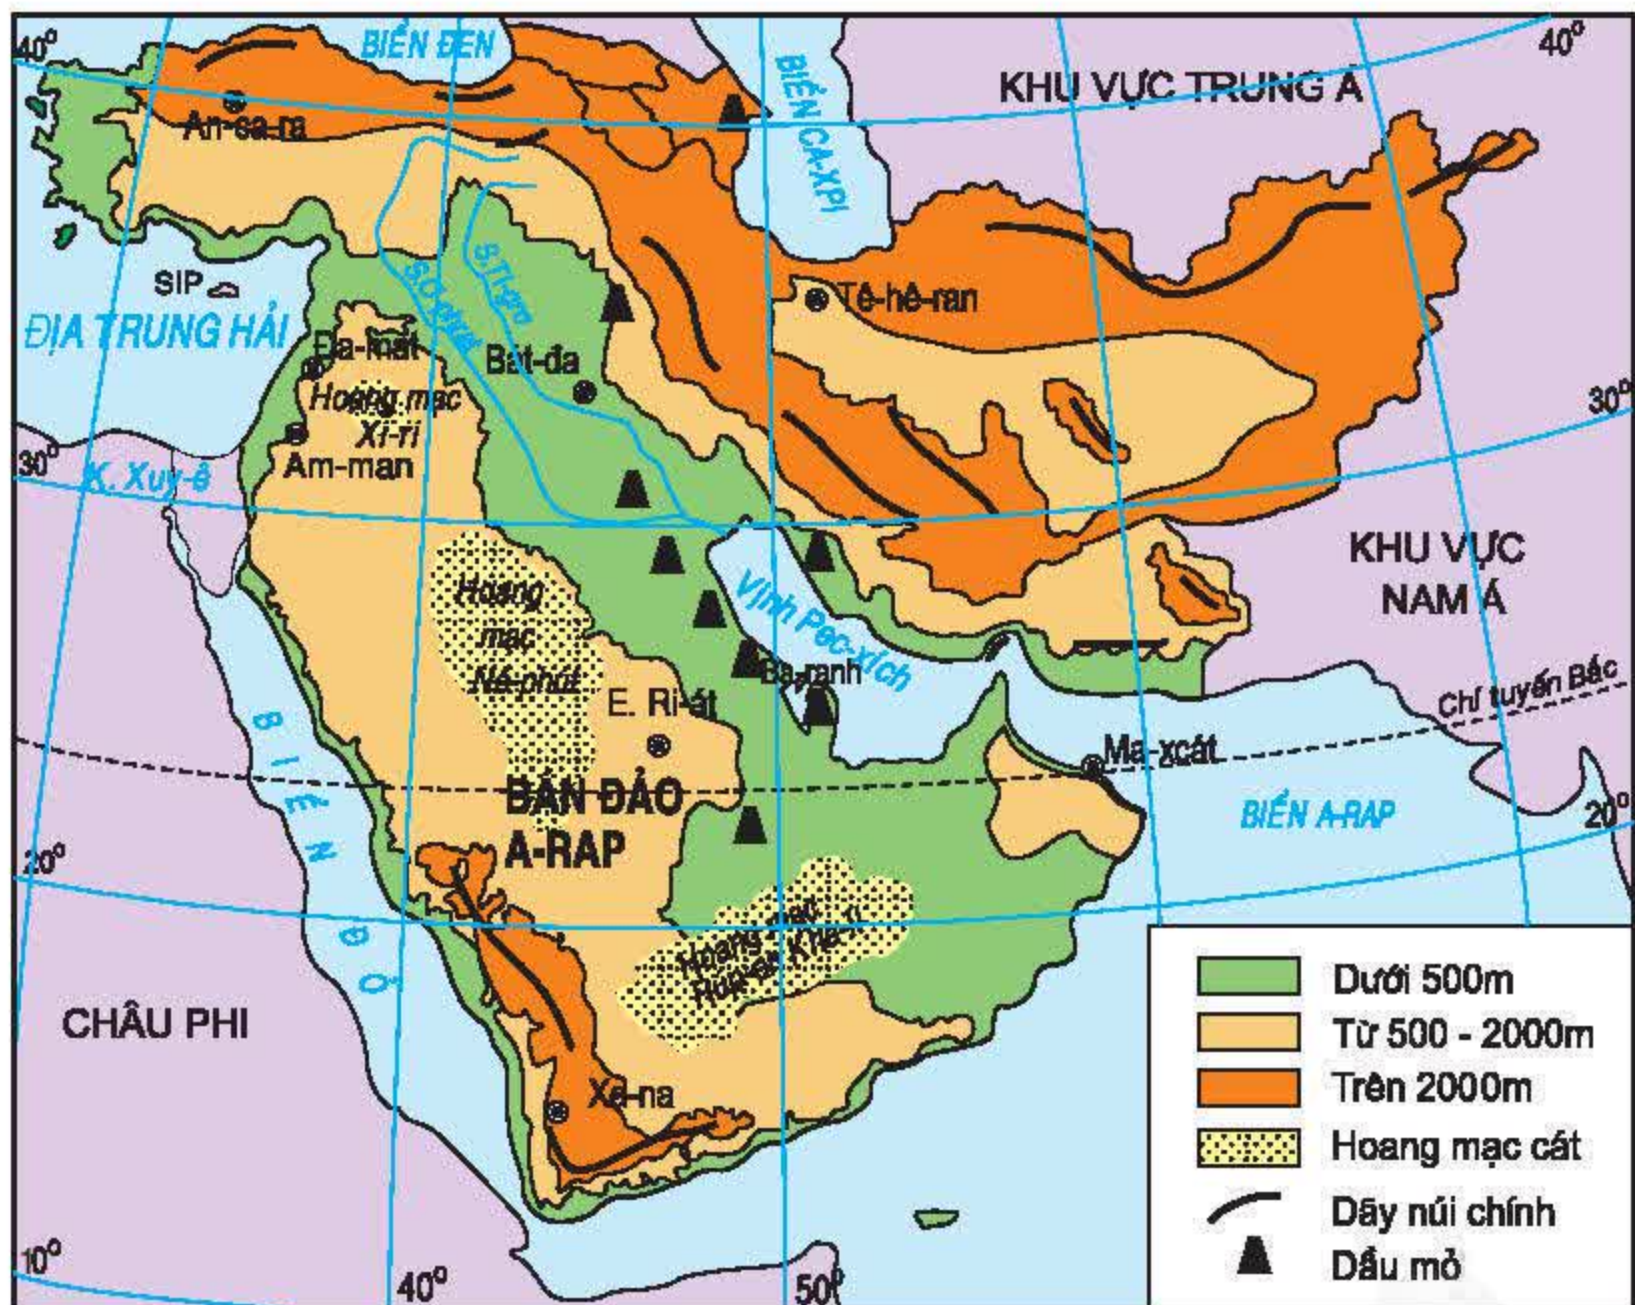 40°
BIỂN ĐEN
40°
KHU VỰC TRUNG Á
BIỂN CA-XPI
An-ca-ra
SIP
ĐỊA TRUNG HẢI
S.Ơ-phrát
S.Ti-grơ
Tê-hê-ran
Đa-mát
Bát-đa
Hoang mạc
Xi-ri
30°
30°
K. Xuy-ê
Am-man
KHU VỰC
NAM Á
Hoang
mạc
Nê-phút
Vịnh Péc-xích
Ba-ranh
E. Ri-át
Chí tuyến Bắc
Ma-xcát
BIỂN ĐỎ
BÁN ĐẢO
A-RAP
BIỂN A-RAP
20°
20°
Hoang mạc
CHÂU PHI
Xa-na
10°
40°
50°
Dưới 500m
Từ 500 - 2000m
Trên 2000m
Hoang mạc cát
Dãy núi chính
Dầu mỏ